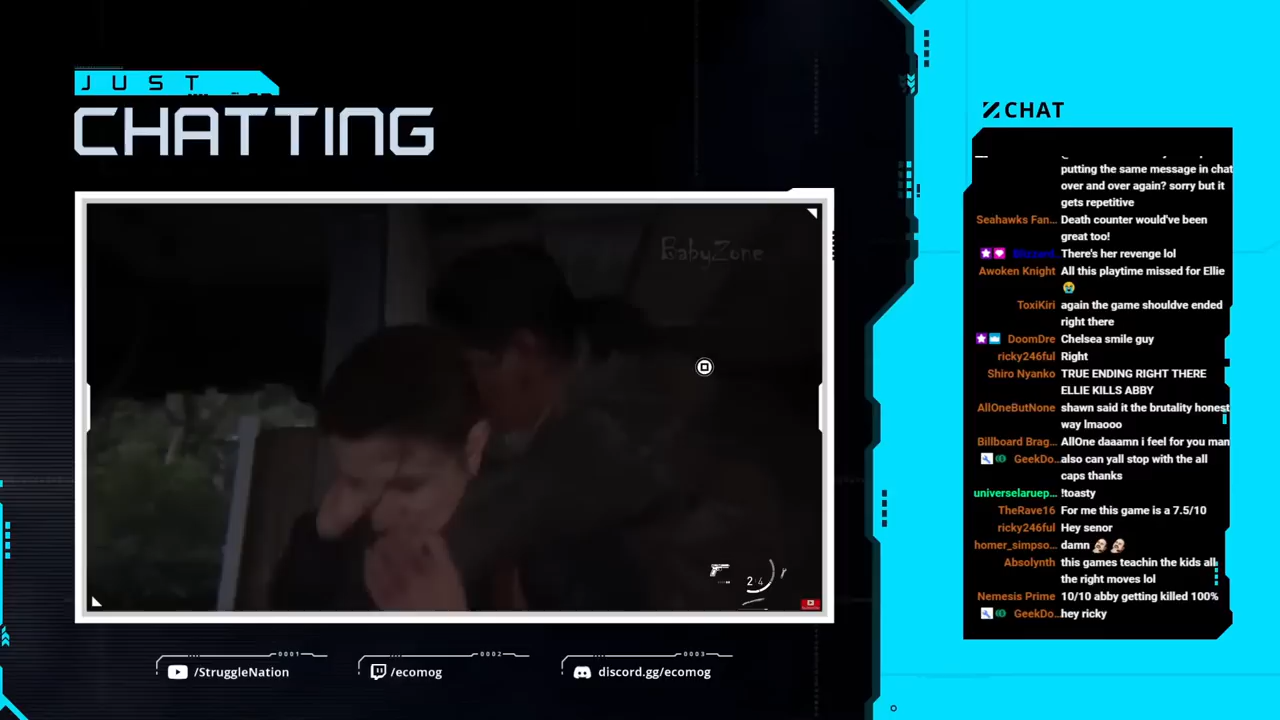 JUST
CHATTING
BabyZone
24
0001
/StruggleNation
0002
/ecomog
0003
discord.gg/ecomog
CHAT
putting the same message in chat
over and over again? sorry but it
gets repetitive
Seahawks Fan... Death counter would've been
great too!
There's her revenge lol
Awoken Knight All this playtime missed for Ellie
😭
ToxiKiri again the game shouldve ended
right there
DoomDre Chelsea smile guy
ricky246ful Right
Shiro Nyanko TRUE ENDING RIGHT THERE
ELLIE KILLS ABBY
AllOneButNone shawn said it the brutality honest
way lmaooo
Billboard Brag... AllOne daaamn i feel for you man
GeekDo... also can yall stop with the all
caps thanks
universelaruep... !toasty
TheRave16 For me this game is a 7.5/10
ricky246ful Hey senor
homer_simpso... damn
Absolynth this games teachin the kids all
the right moves lol
Nemesis Prime 10/10 abby getting killed 100%
GeekDo... hey ricky